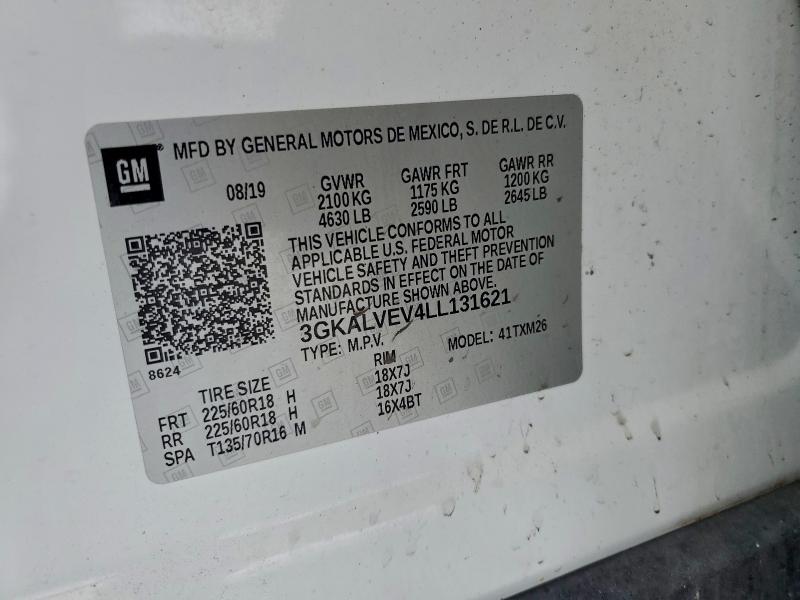 GM
MFD BY GENERAL MOTORS DE MEXICO, S. DE R.L. DE C.V.
08/19 GVWR GAWR FRT GAWR RR
2100 KG 1175 KG 1200 KG
4630 LB 2590 LB 2645 LB
THIS VEHICLE CONFORMS TO ALL
APPLICABLE U.S. FEDERAL MOTOR
VEHICLE SAFETY AND THEFT PREVENTION
STANDARDS IN EFFECT ON THE DATE OF
MANUFACTURE SHOWN ABOVE.
3GKALVEV4LL131621
TYPE: M.P.V. MODEL: 41TXM26
8624
TIRE SIZE RIM
FRT 225/60R18 H 18X7J
RR 225/60R18 H 18X7J
SPA T135/70R16 M 16X4BT